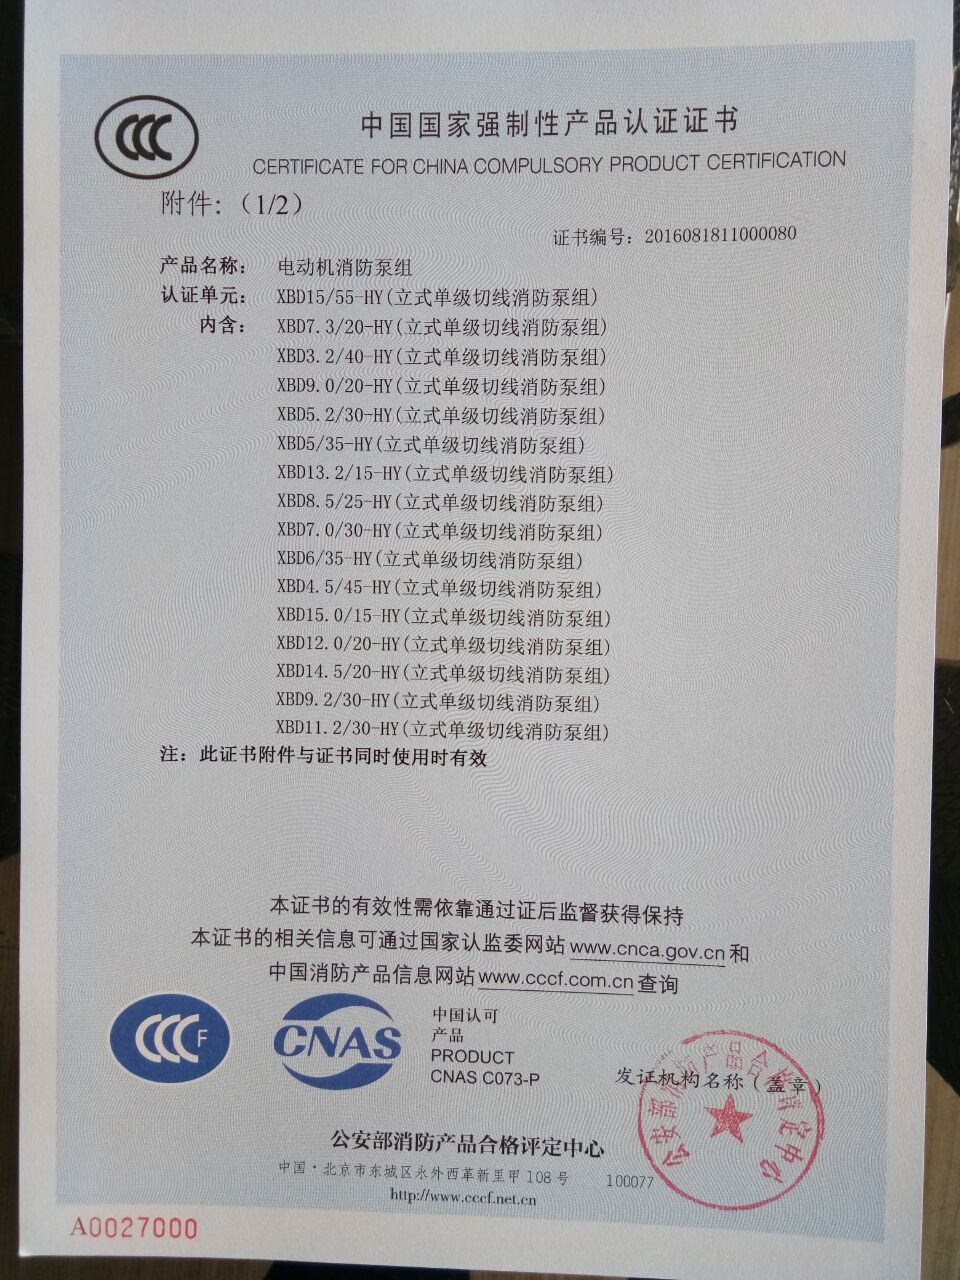 中国国家强制性产品认证证书
CERTIFICATE FOR CHINA COMPULSORY PRODUCT CERTIFICATION
附件:（1/2）
证书编号：2016081811000080
产品名称： 电动机消防泵组
认证单元： XBD15/55-HY(立式单级切线消防泵组)
内含： XBD7.3/20-HY(立式单级切线消防泵组)
XBD3.2/40-HY(立式单级切线消防泵组)
XBD9.0/20-HY(立式单级切线消防泵组)
XBD5.2/30-HY(立式单级切线消防泵组)
XBD5/35-HY(立式单级切线消防泵组)
XBD13.2/15-HY(立式单级切线消防泵组)
XBD8.5/25-HY(立式单级切线消防泵组)
XBD7.0/30-HY(立式单级切线消防泵组)
XBD6/35-HY(立式单级切线消防泵组)
XBD4.5/45-HY(立式单级切线消防泵组)
XBD15.0/15-HY(立式单级切线消防泵组)
XBD12.0/20-HY(立式单级切线消防泵组)
XBD14.5/20-HY(立式单级切线消防泵组)
XBD9.2/30-HY(立式单级切线消防泵组)
XBD11.2/30-HY(立式单级切线消防泵组)
注：此证书附件与证书同时使用时有效
本证书的有效性需依靠通过证后监督获得保持
本证书的相关信息可通过国家认监委网站www.cnca.gov.cn和
中国消防产品信息网站www.cccf.com.cn查询
CCCF
CNAS
中国认可
产品
PRODUCT
CNAS C073-P
发证机构名称（盖章）
公安部消防产品合格评定中心
公安部消防产品合格评定中心
中国·北京市东城区永外西革新里甲108号 100077
http://www.cccf.net.cn
A0027000